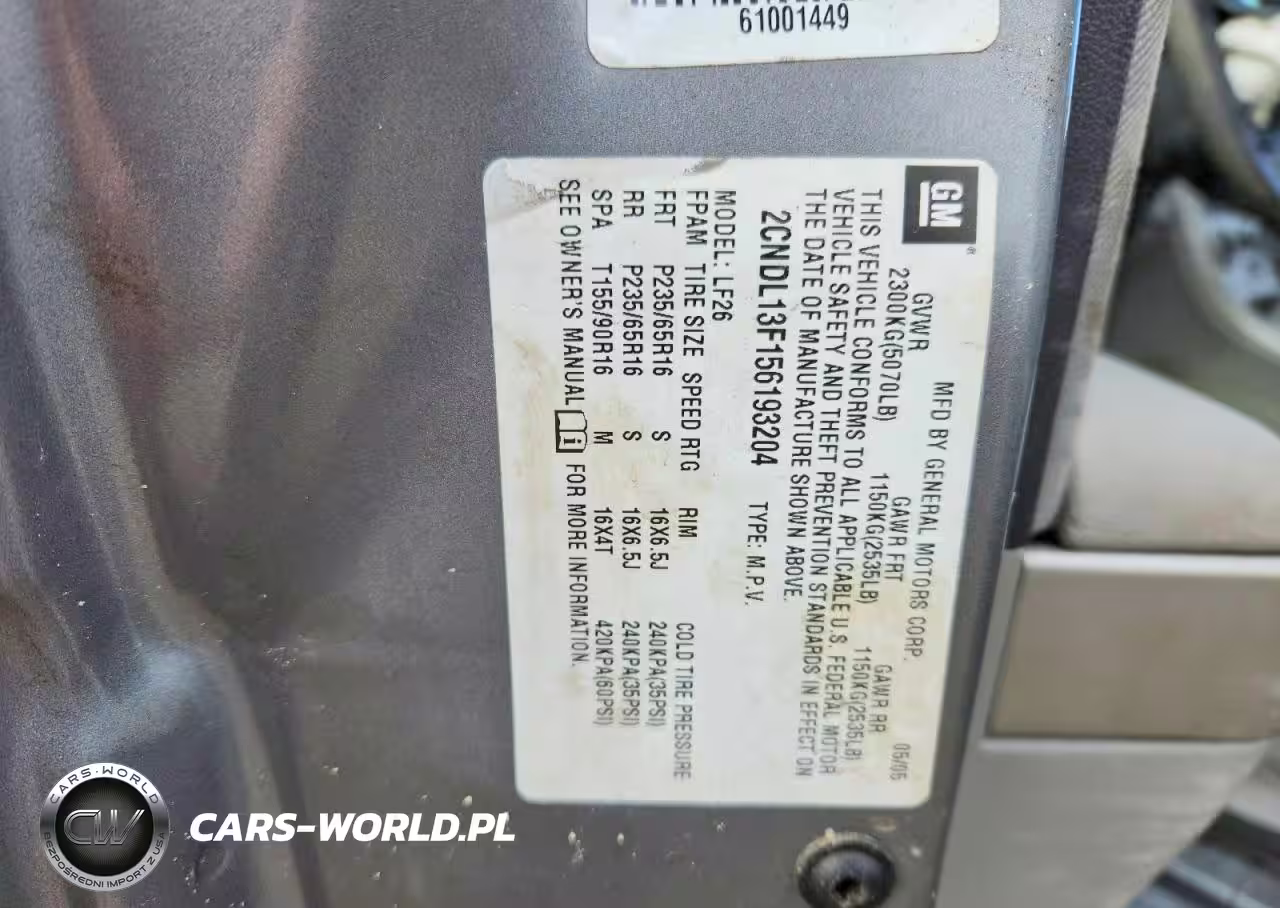 61001449
GM
MFD BY GENERAL MOTORS CORP. 05/05
GVWR GAWR FRT GAWR RR
2300KG(5070LB) 1150KG(2535LB) 1150KG(2535LB)
THIS VEHICLE CONFORMS TO ALL APPLICABLE U.S. FEDERAL MOTOR
VEHICLE SAFETY AND THEFT PREVENTION STANDARDS IN EFFECT ON
THE DATE OF MANUFACTURE SHOWN ABOVE.
2CNDL13F156193204 TYPE: M.P.V.
MODEL: LF26
FPAM TIRE SIZE SPEED RTG RIM COLD TIRE PRESSURE
FRT P235/65R16 S 16X6.5J 240KPA(35PSI)
RR P235/65R16 S 16X6.5J 240KPA(35PSI)
SPA T155/90R16 M 16X4T 420KPA(60PSI)
SEE OWNER'S MANUAL FOR MORE INFORMATION.
CARS-WORLD
CW
BEZPOŚREDNI IMPORT Z USA
CARS-WORLD.PL